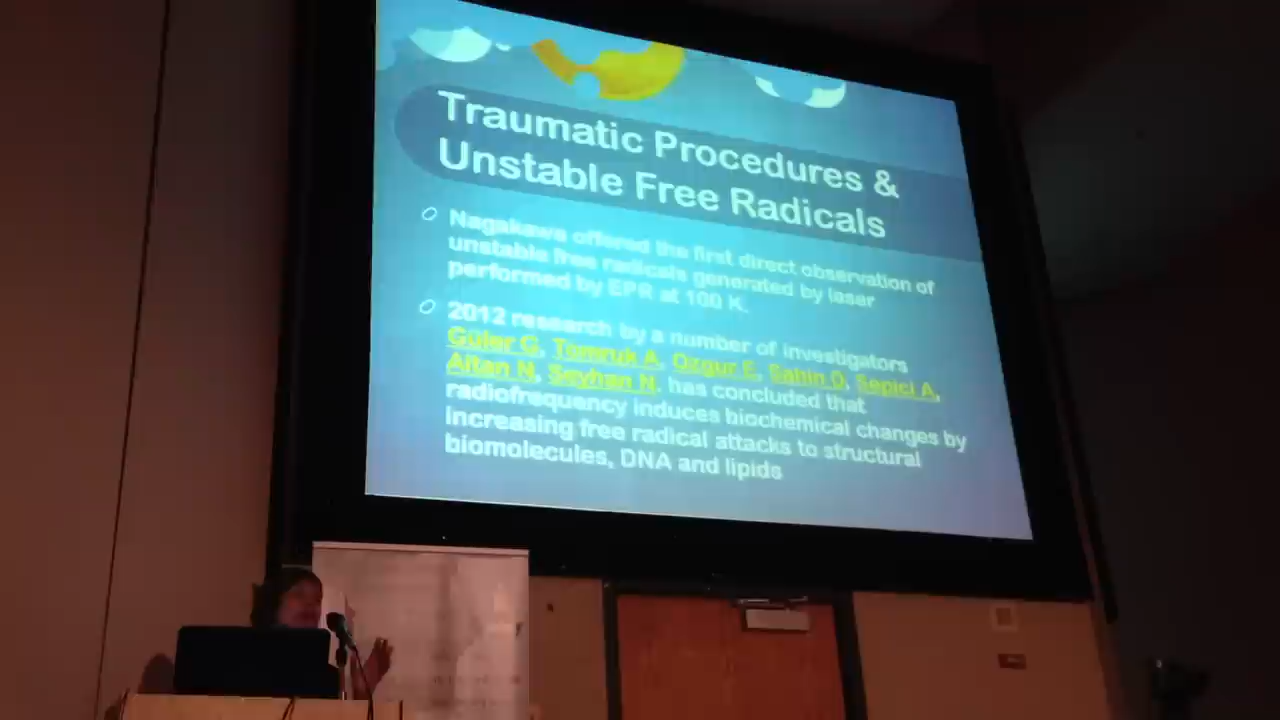 Traumatic Procedures &
Unstable Free Radicals
Nagakawa offered the first direct observation of
unstable free radicals generated by laser
performed by EPR at 100 K.
2012 research by a number of investigators
Güler G, Tomruk A, Ozgur E, Sahin D, Sepici A,
Altan N, Seyhan N. has concluded that
radiofrequency induces biochemical changes by
increasing free radical attacks to structural
biomolecules, DNA and lipids